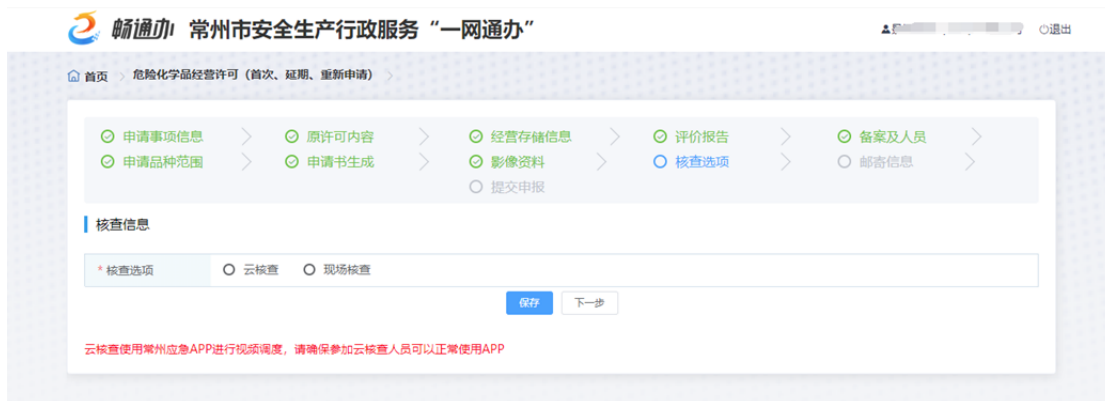 畅通办 常州市安全生产行政服务“一网通办”
退出
首页 危险化学品经营许可（首次、延期、重新申请）
申请事项信息 原许可内容 经营存储信息 评价报告 备案及人员
申请品种范围 申请书生成 影像资料 核查选项 邮寄信息
提交申报
核查信息
* 核查选项 云核查 现场核查
保存 下一步
云核查使用常州应急APP进行视频调度，请确保参加云核查人员可以正常使用APP